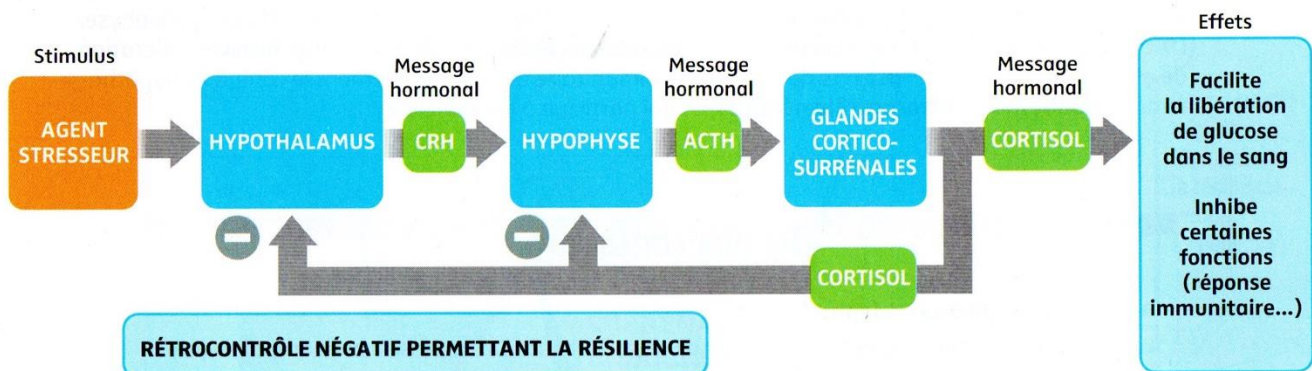 Stimulus
AGENT
STRESSEUR
HYPOTHALAMUS
Message
hormonal
CRH
HYPOPHYSE
Message
hormonal
ACTH
GLANDES
CORTICO-
SURRÉNALES
Message
hormonal
CORTISOL
Effets
Facilite
la libération
de glucose
dans le sang
Inhibe
certaines
fonctions
(réponse
immunitaire...)
CORTISOL
RÉTROCONTRÔLE NÉGATIF PERMETTANT LA RÉSILIENCE